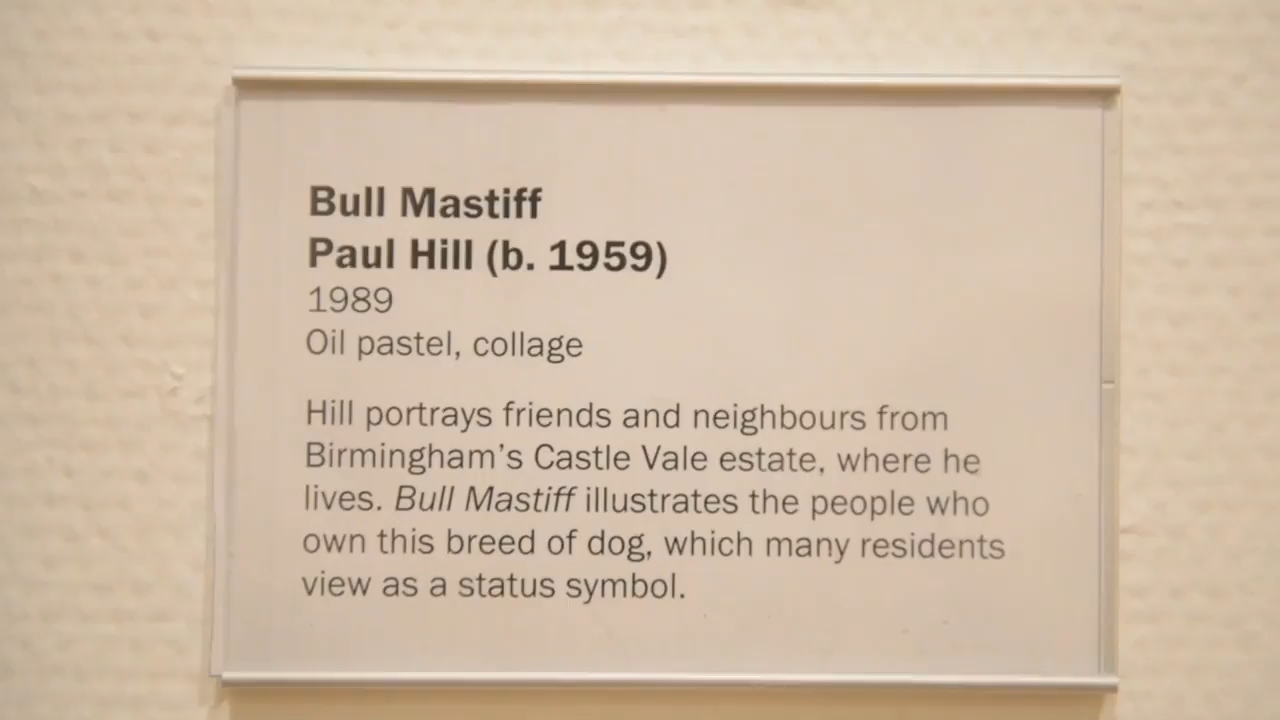 Bull Mastiff
Paul Hill (b. 1959)
1989
Oil pastel, collage
Hill portrays friends and neighbours from
Birmingham's Castle Vale estate, where he
lives. Bull Mastiff illustrates the people who
own this breed of dog, which many residents
view as a status symbol.